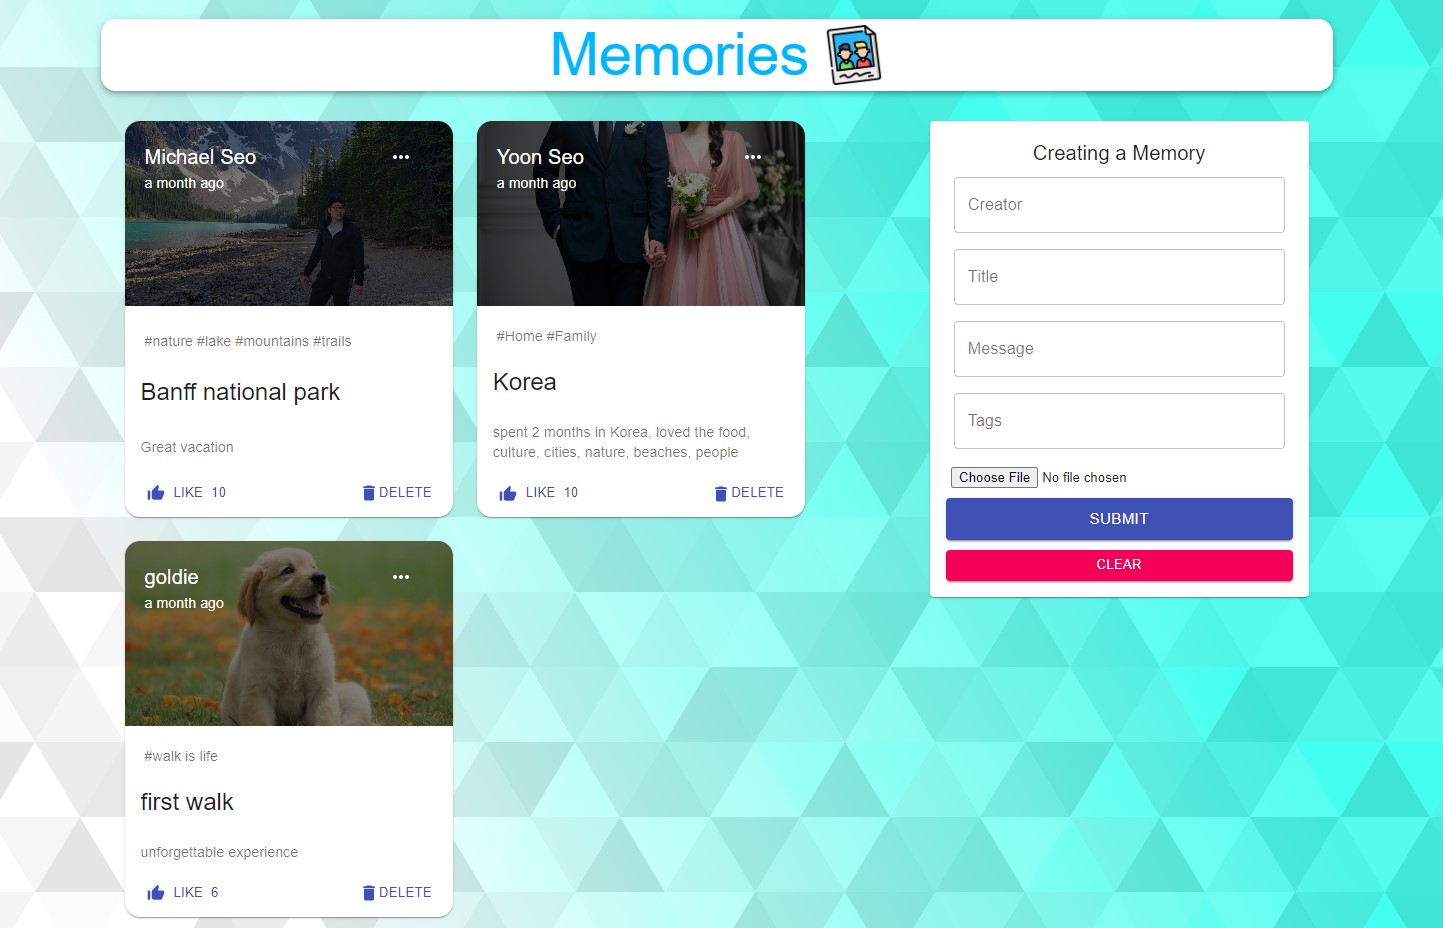 Memories
Michael Seo
a month ago
#nature #lake #mountains #trails
Banff national park
Great vacation
LIKE 10
DELETE
Yoon Seo
a month ago
#Home #Family
Korea
spent 2 months in Korea, loved the food,
culture, cities, nature, beaches, people
LIKE 10
DELETE
goldie
a month ago
#walk is life
first walk
unforgettable experience
LIKE 6
DELETE
Creating a Memory
Creator
Title
Message
Tags
Choose File No file chosen
SUBMIT
CLEAR